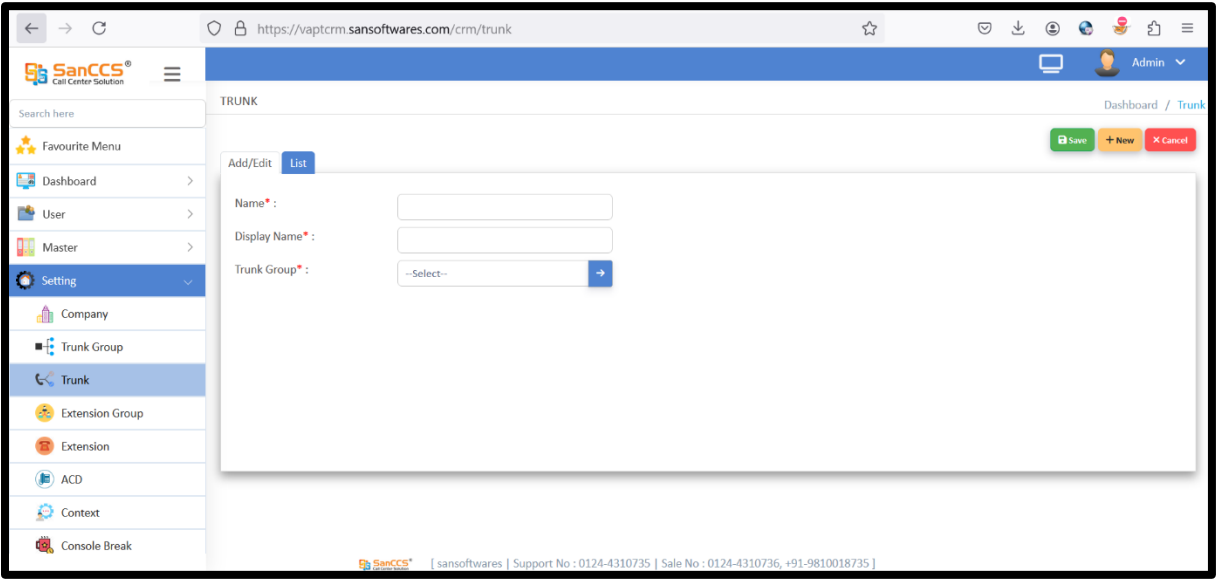 https://vaptcrm.sansoftwares.com/crm/trunk
SanCCS®
Call Center Solution
Admin
Search here
TRUNK
Dashboard / Trunk
Favourite Menu
Save
+ New
× Cancel
Add/Edit
List
Dashboard
User
Master
Setting
Company
Trunk Group
Trunk
Extension Group
Extension
ACD
Context
Console Break
Name* :
Display Name* :
Trunk Group* :
--Select--
SanCCS®
Call Center Solution
[ sansoftwares | Support No : 0124-4310735 | Sale No : 0124-4310736, +91-9810018735 ]